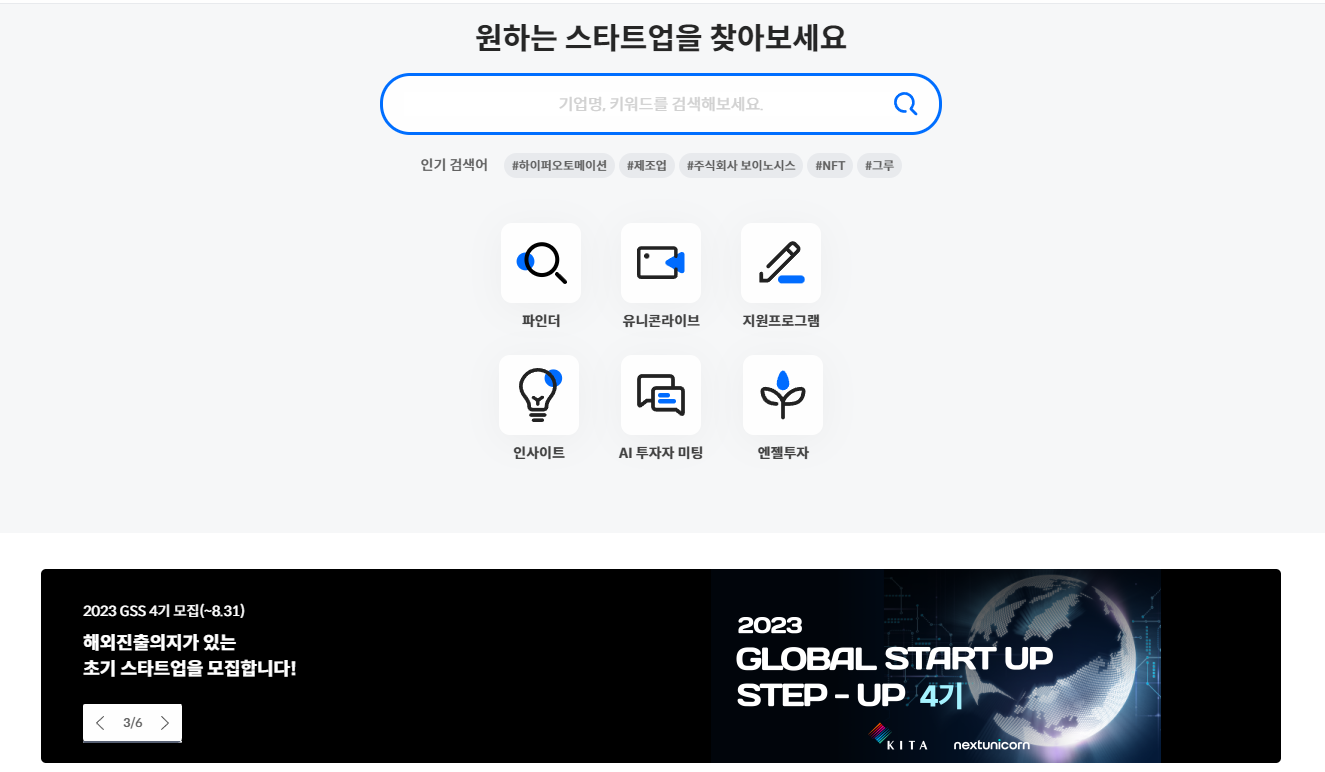 원하는 스타트업을 찾아보세요
기업명, 키워드를 검색해보세요.
인기 검색어 #하이퍼오토메이션 #제조업 #주식회사 보이노시스 #NFT #그루
파인더 유니콘라이브 지원프로그램
인사이트 AI 투자자 미팅 엔젤투자
2023 GSS 4기 모집(~8.31)
해외진출의지가 있는
초기 스타트업을 모집합니다!
3/6
2023
GLOBAL START UP
STEP - UP 4기
KITA nextunicorn